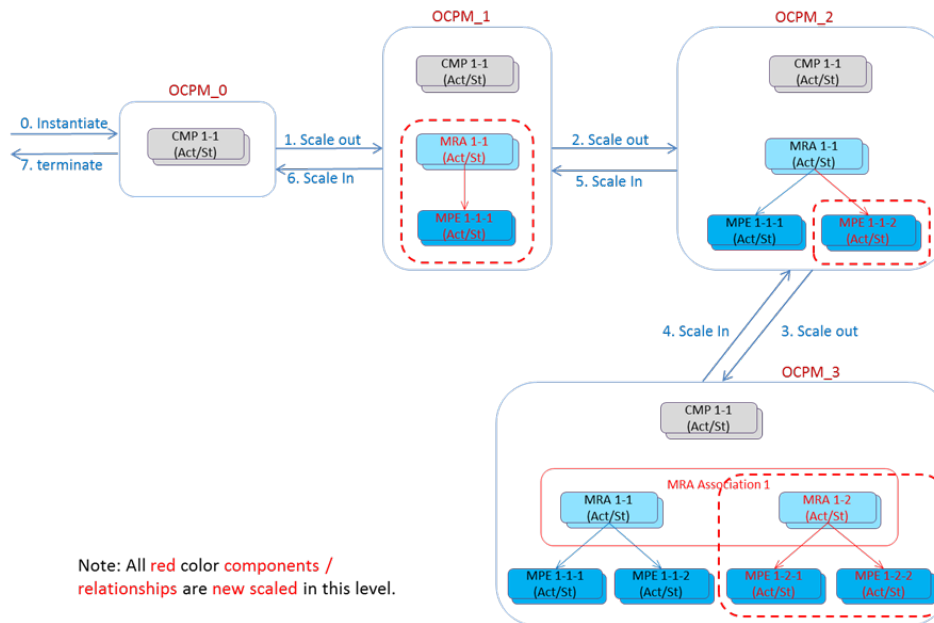 OCPM_1
OCPM_2
CMP 1-1
(Act/St)
CMP 1-1
(Act/St)
OCPM_0
0. Instantiate
CMP 1-1
(Act/St)
1. Scale out
MRA 1-1
(Act/St)
2. Scale out
MRA 1-1
(Act/St)
7. terminate
6. Scale In
5. Scale In
MPE 1-1-1
(Act/St)
MPE 1-1-1
(Act/St)
MPE 1-1-2
(Act/St)
4. Scale In
3. Scale out
OCPM_3
CMP 1-1
(Act/St)
MRA Association 1
MRA 1-1
(Act/St)
MRA 1-2
(Act/St)
MPE 1-1-1
(Act/St)
MPE 1-1-2
(Act/St)
MPE 1-2-1
(Act/St)
MPE 1-2-2
(Act/St)
Note: All red color components /
relationships are new scaled in this level.